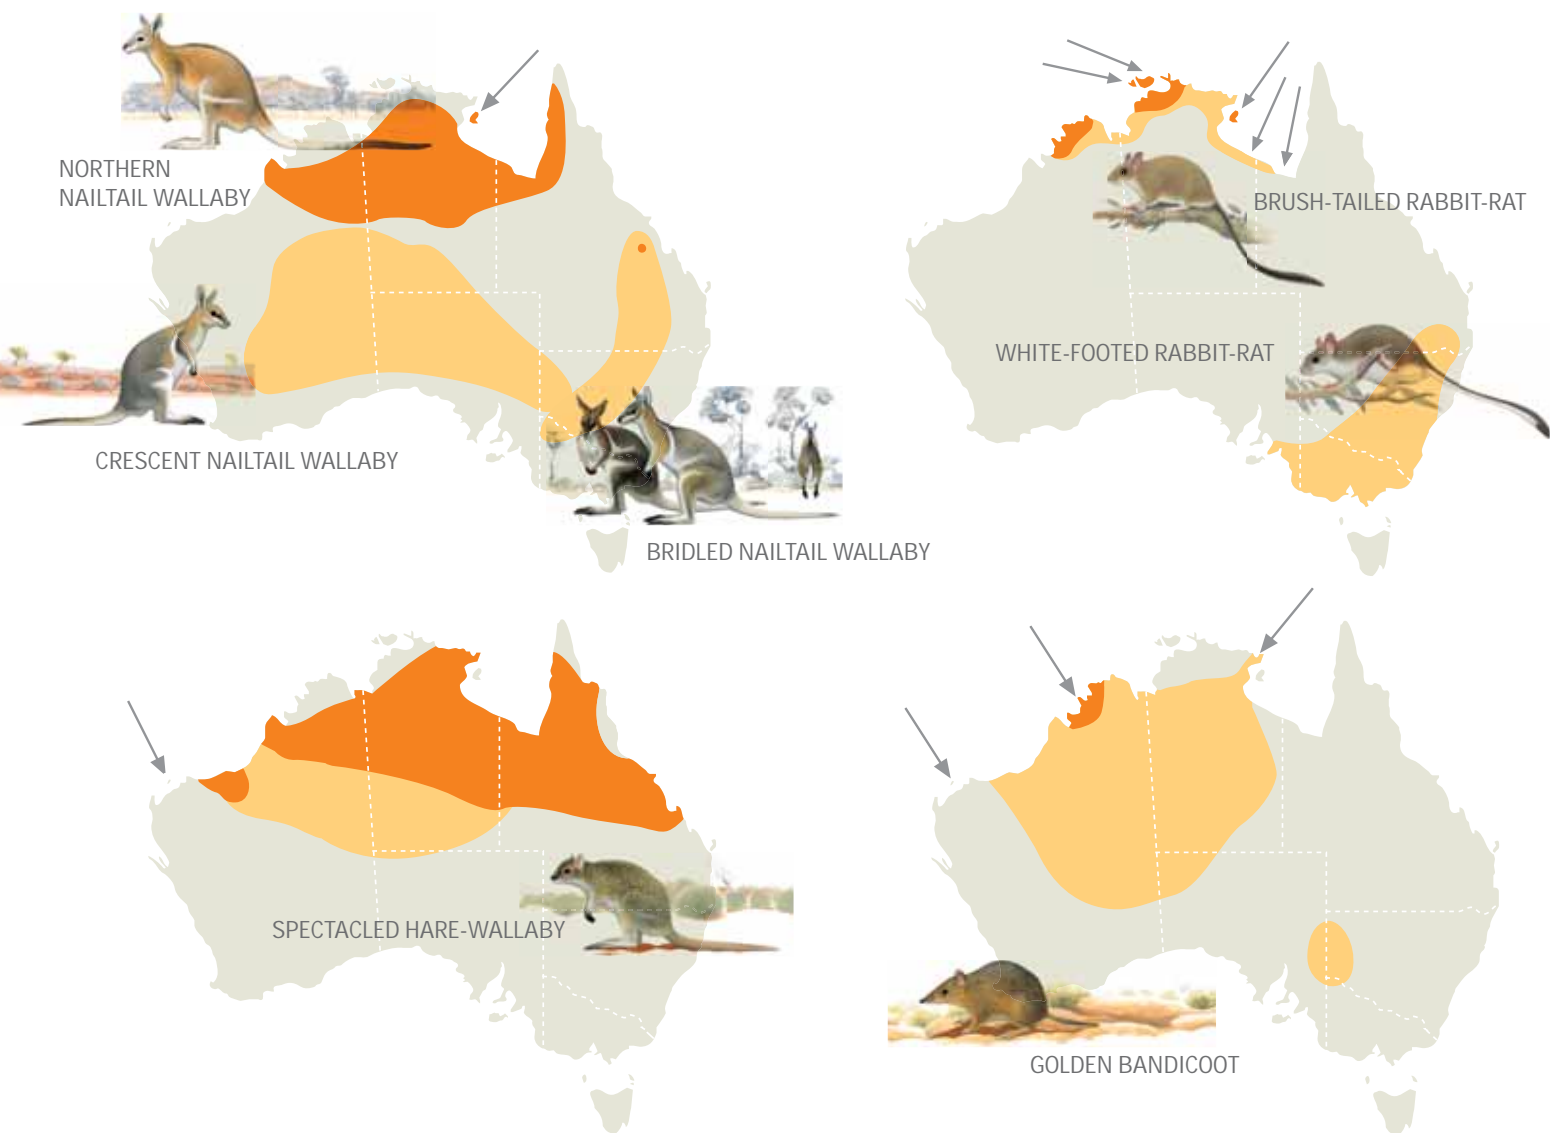 NORTHERN
NAILTAIL WALLABY
BRUSH-TAILED RABBIT-RAT
WHITE-FOOTED RABBIT-RAT
CRESCENT NAILTAIL WALLABY
BRIDLED NAILTAIL WALLABY
SPECTACLED HARE-WALLABY
GOLDEN BANDICOOT